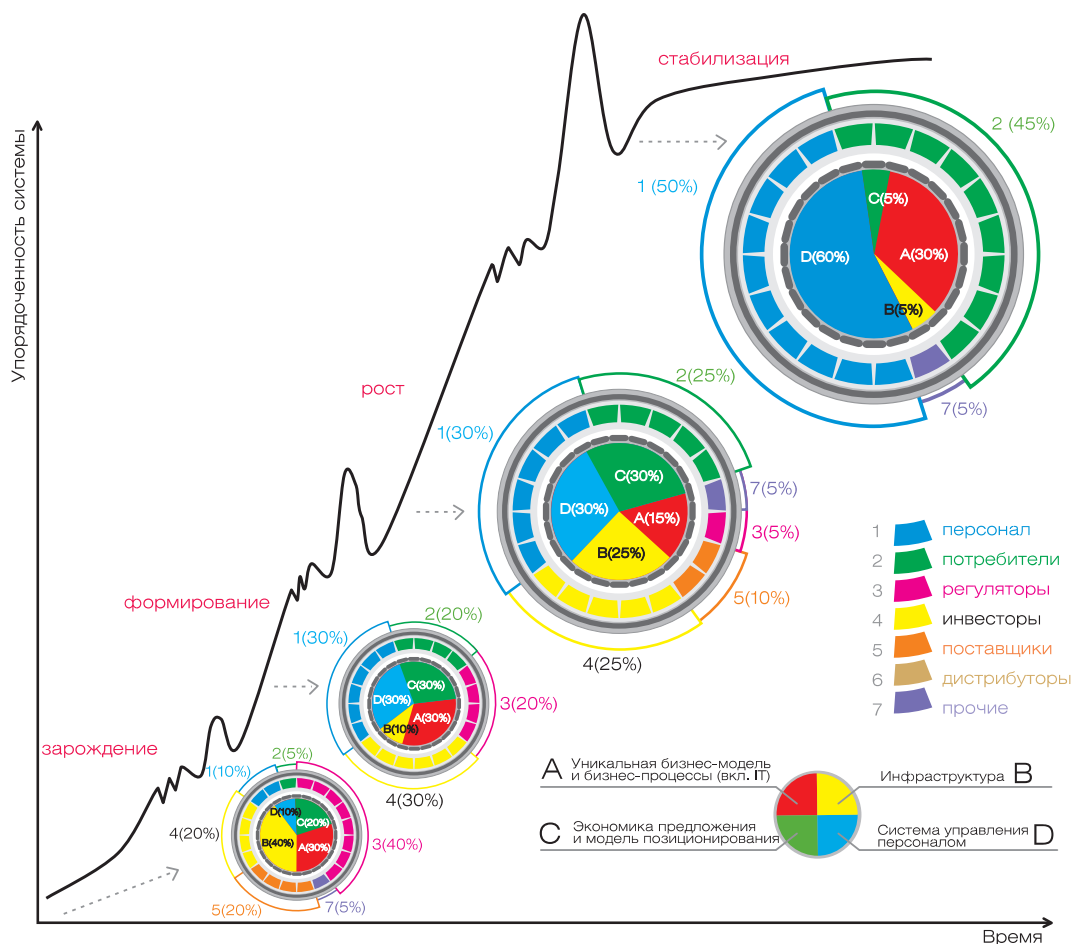 стабилизация
2 (45%)
1 (50%)
C(5%)
A(30%)
D(60%)
B(5%)
7(5%)
Упорядоченность системы
рост
2(25%)
1(30%)
C(30%)
D(30%)
A(15%)
B(25%)
7(5%)
3(5%)
5(10%)
4(25%)
формирование
2(20%)
1(30%)
C(30%)
D(30%)
A(30%)
B(10%)
3(20%)
4(30%)
зарождение
2(5%)
1(10%)
D(10%)
C(20%)
B(40%)
A(30%)
4(20%)
3(40%)
5(20%)
7(5%)
1 персонал
2 потребители
3 регуляторы
4 инвесторы
5 поставщики
6 дистрибуторы
7 прочие
A Уникальная бизнес-модель
и бизнес-процессы (вкл. IT)
Инфраструктура B
C Экономика предложения
и модель позиционирования
Система управления D
персоналом
Время